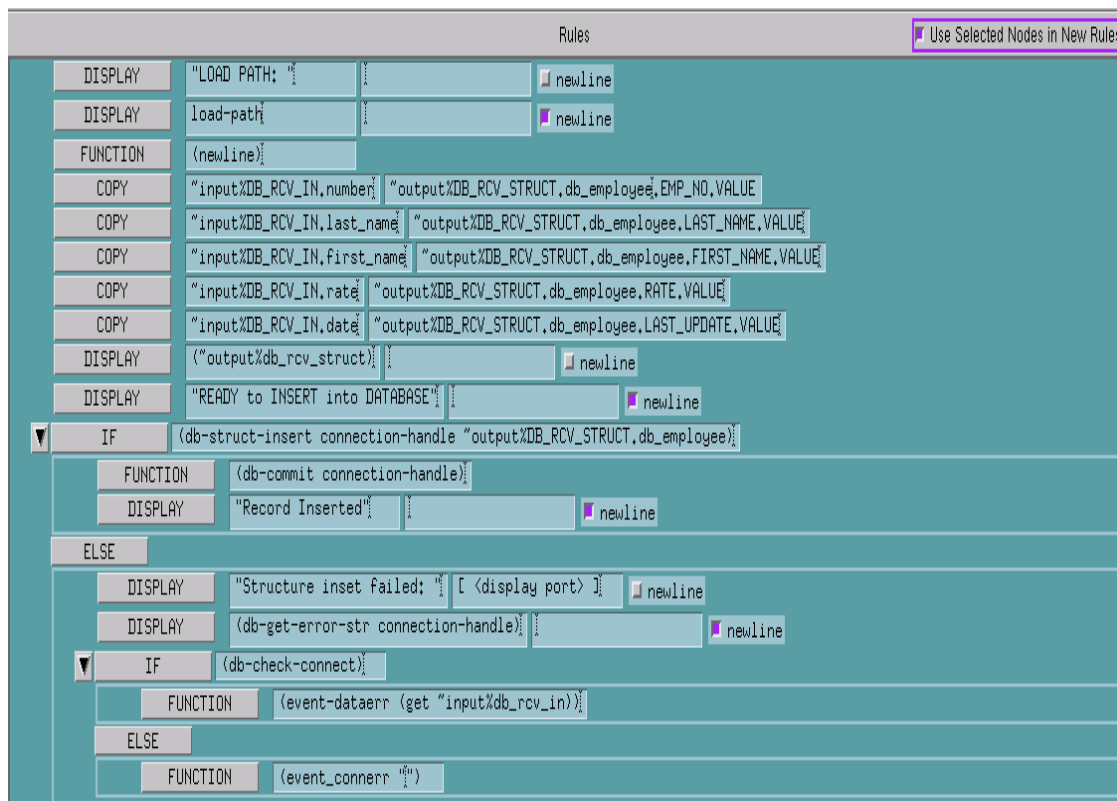 Rules Use Selected Nodes in New Rules
DISPLAY "LOAD PATH: " newline
DISPLAY load-path newline
FUNCTION (newline)
COPY ~input%DB_RCV_IN.number ~output%DB_RCV_STRUCT.db_employee.EMP_NO.VALUE
COPY ~input%DB_RCV_IN.last_name ~output%DB_RCV_STRUCT.db_employee.LAST_NAME.VALUE
COPY ~input%DB_RCV_IN.first_name ~output%DB_RCV_STRUCT.db_employee.FIRST_NAME.VALUE
COPY ~input%DB_RCV_IN.rate ~output%DB_RCV_STRUCT.db_employee.RATE.VALUE
COPY ~input%DB_RCV_IN.date ~output%DB_RCV_STRUCT.db_employee.LAST_UPDATE.VALUE
DISPLAY (~output%db_rcv_struct) newline
DISPLAY "READY to INSERT into DATABASE" newline
IF (db-struct-insert connection-handle ~output%DB_RCV_STRUCT.db_employee)
FUNCTION (db-commit connection-handle)
DISPLAY "Record Inserted" newline
ELSE
DISPLAY "Structure inset failed: " [ <display port> ] newline
DISPLAY (db-get-error-str connection-handle) newline
IF (db-check-connect)
FUNCTION (event-dataerr (get ~input%db_rcv_in))
ELSE
FUNCTION (event_connerr "")